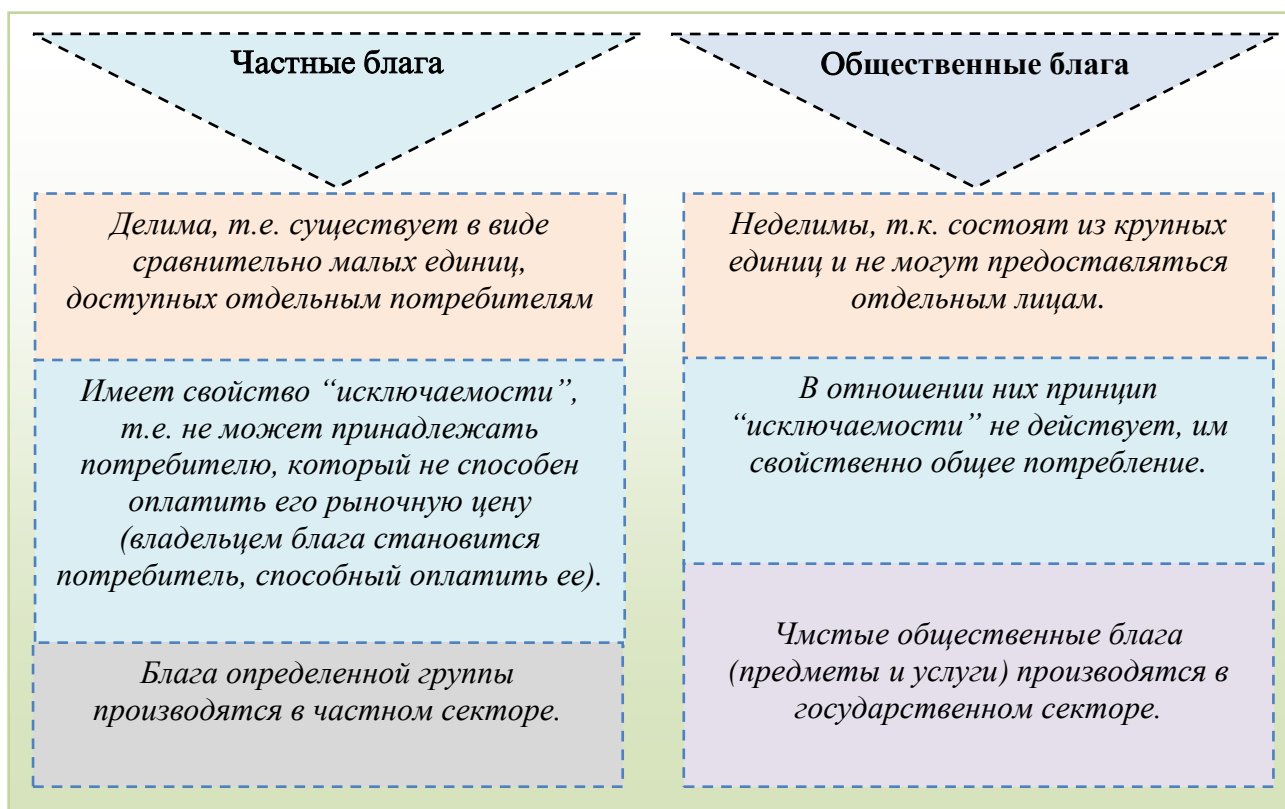 Частные блага
Делима, т.е. существует в виде
сравнительно малых единиц,
доступных отдельным потребителям
Имеет свойство “исключаемости”,
т.е. не может принадлежать
потребителю, который не способен
оплатить его рыночную цену
(владельцем блага становится
потребитель, способный оплатить ее).
Блага определенной группы
производятся в частном секторе.
Общественные блага
Неделимы, т.к. состоят из крупных
единиц и не могут предоставляться
отдельным лицам.
В отношении них принцип
“исключаемости” не действует, им
свойственно общее потребление.
Чмстые общественные блага
(предметы и услуги) производятся в
государственном секторе.